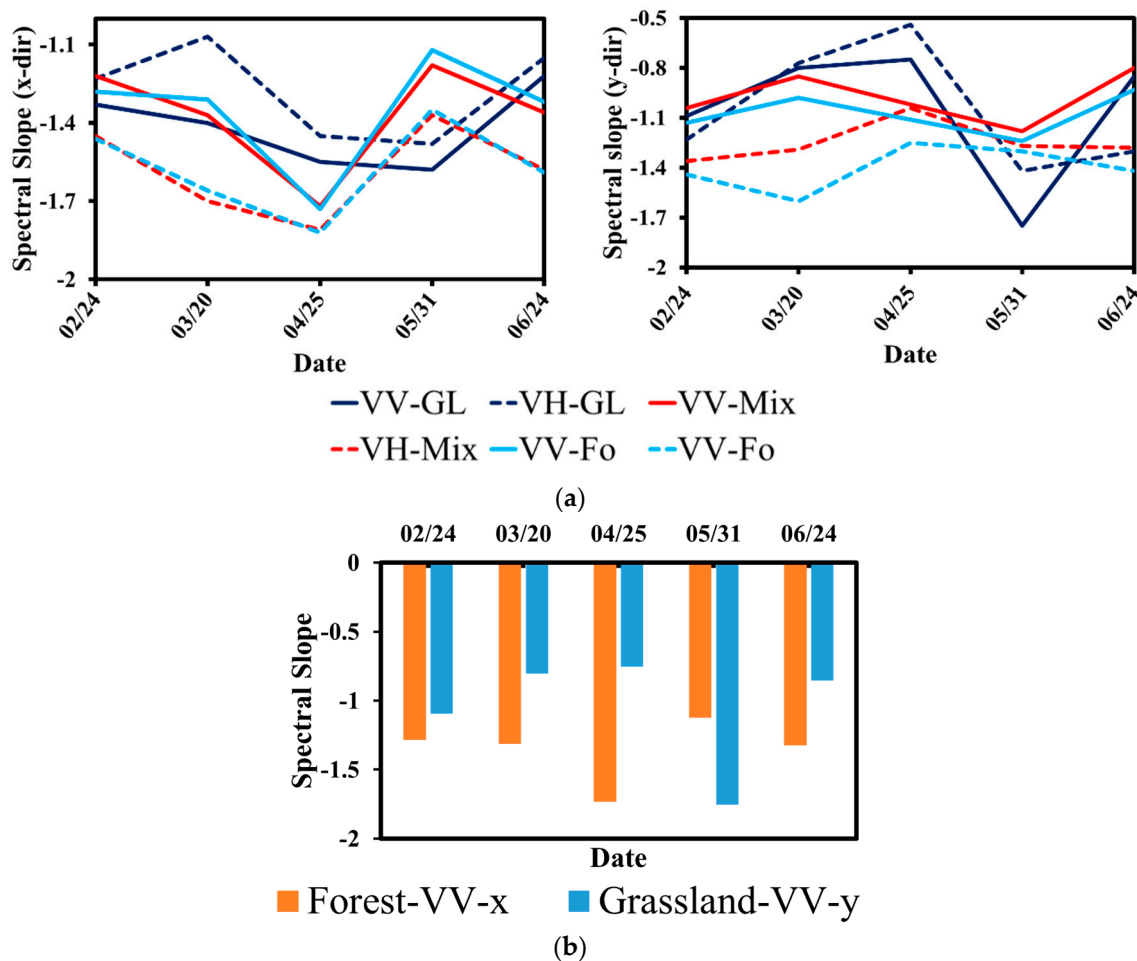 Spectral Slope (x-dir)
-1.1
-1.4
-1.7
-2
02/24
03/20
04/25
05/31
06/24
Date
Spectral slope (y-dir)
-0.5
-0.8
-1.1
-1.4
-1.7
-2
02/24
03/20
04/25
05/31
06/24
Date
VV-GL VH-GL VV-Mix
VH-Mix VV-Fo VV-Fo
(a)
02/24 03/20 04/25 05/31 06/24
Spectral Slope
0
-0.5
-1
-1.5
-2
Date
Forest-VV-x Grassland-VV-y
(b)